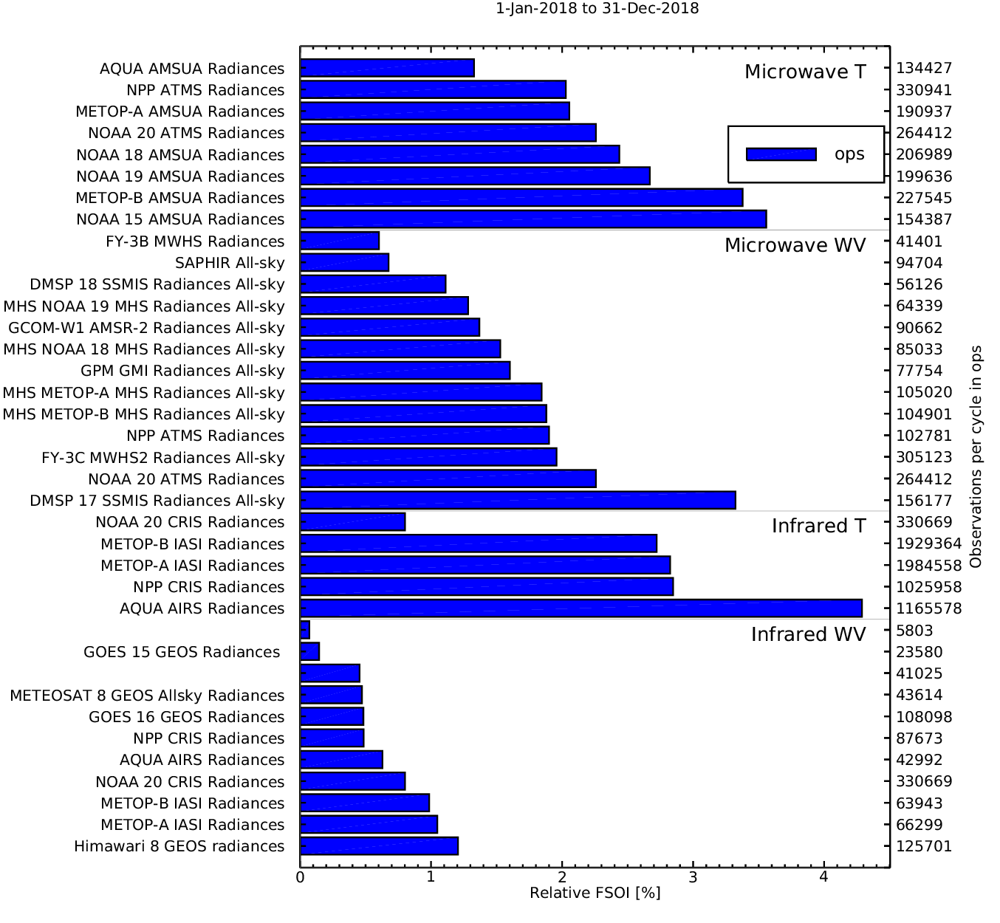 1-Jan-2018 to 31-Dec-2018
AQUA AMSUA Radiances
NPP ATMS Radiances
METOP-A AMSUA Radiances
NOAA 20 ATMS Radiances
NOAA 18 AMSUA Radiances
NOAA 19 AMSUA Radiances
METOP-B AMSUA Radiances
NOAA 15 AMSUA Radiances
FY-3B MWHS Radiances
SAPHIR All-sky
DMSP 18 SSMIS Radiances All-sky
MHS NOAA 19 MHS Radiances All-sky
GCOM-W1 AMSR-2 Radiances All-sky
MHS NOAA 18 MHS Radiances All-sky
GPM GMI Radiances All-sky
MHS METOP-A MHS Radiances All-sky
MHS METOP-B MHS Radiances All-sky
NPP ATMS Radiances
FY-3C MWHS2 Radiances All-sky
NOAA 20 ATMS Radiances
DMSP 17 SSMIS Radiances All-sky
NOAA 20 CRIS Radiances
METOP-B IASI Radiances
METOP-A IASI Radiances
NPP CRIS Radiances
AQUA AIRS Radiances
GOES 15 GEOS Radiances
METEOSAT 8 GEOS Allsky Radiances
GOES 16 GEOS Radiances
NPP CRIS Radiances
AQUA AIRS Radiances
NOAA 20 CRIS Radiances
METOP-B IASI Radiances
METOP-A IASI Radiances
Himawari 8 GEOS radiances
Microwave T
ops
Microwave WV
Infrared T
Infrared WV
134427
330941
190937
264412
206989
199636
227545
154387
41401
94704
56126
64339
90662
85033
77754
105020
104901
102781
305123
264412
156177
330669
1929364
1984558
1025958
1165578
5803
23580
41025
43614
108098
87673
42992
330669
63943
66299
125701
Observations per cycle in ops
0 1 2 3 4
Relative FSOI [%]